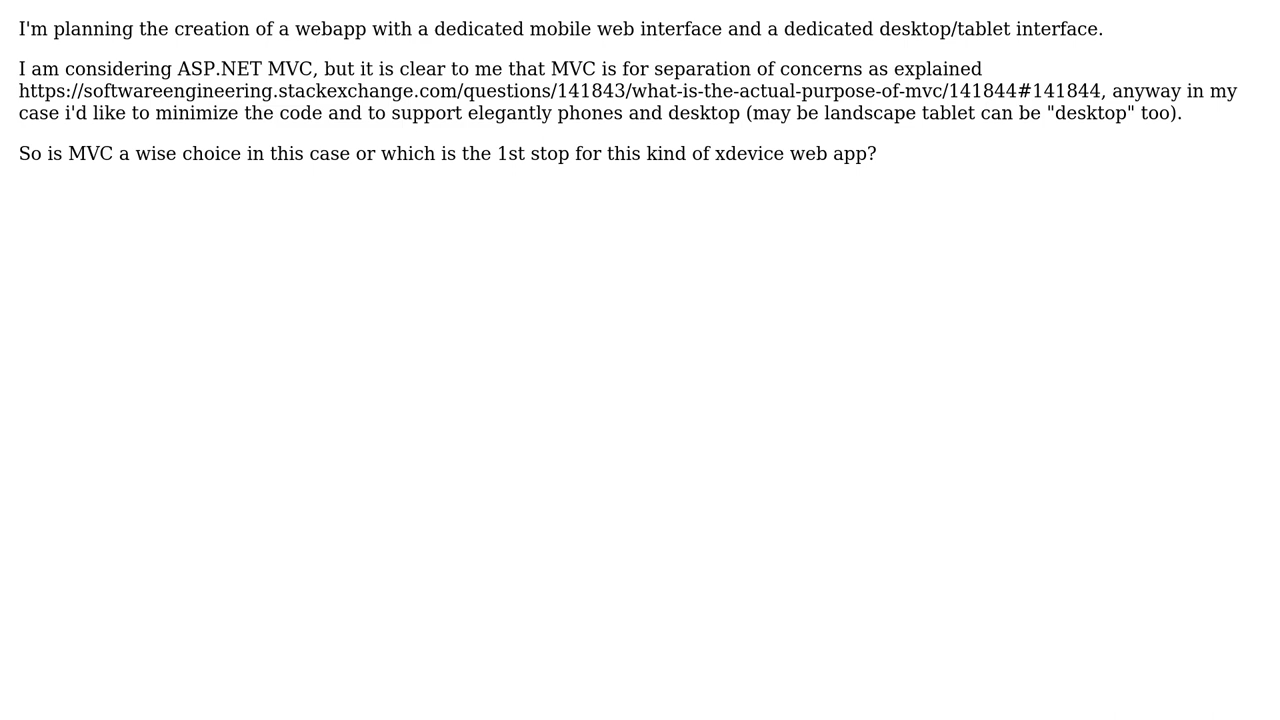 I'm planning the creation of a webapp with a dedicated mobile web interface and a dedicated desktop/tablet interface.
I am considering ASP.NET MVC, but it is clear to me that MVC is for separation of concerns as explained
https://softwareengineering.stackexchange.com/questions/141843/what-is-the-actual-purpose-of-mvc/141844#141844, anyway in my
case i'd like to minimize the code and to support elegantly phones and desktop (may be landscape tablet can be "desktop" too).
So is MVC a wise choice in this case or which is the 1st stop for this kind of xdevice web app?